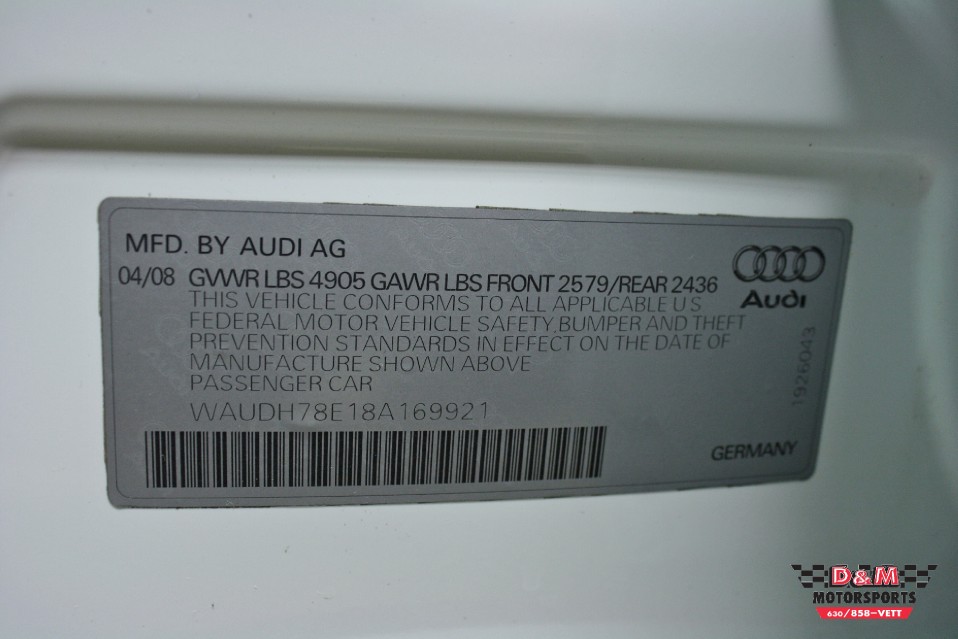 MFD. BY AUDI AG
04/08 GVWR LBS 4905 GAWR LBS FRONT 2579/REAR 2436
THIS VEHICLE CONFORMS TO ALL APPLICABLE U S
FEDERAL MOTOR VEHICLE SAFETY, BUMPER AND THEFT
PREVENTION STANDARDS IN EFFECT ON THE DATE OF
MANUFACTURE SHOWN ABOVE
PASSENGER CAR
WAUDH78E18A169921
Audi
1926043
GERMANY
D&M
MOTORSPORTS
630/858-VETT